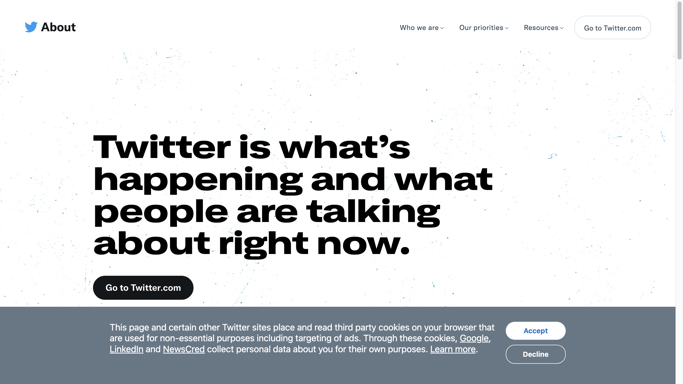 About
Who we are
Our priorities
Resources
Go to Twitter.com
Twitter is what's
happening and what
people are talking
about right now.
Go to Twitter.com
This page and certain other Twitter sites place and read third party cookies on your browser that
are used for non-essential purposes including targeting of ads. Through these cookies, Google,
LinkedIn and NewsCred collect personal data about you for their own purposes. Learn more.
Accept
Decline